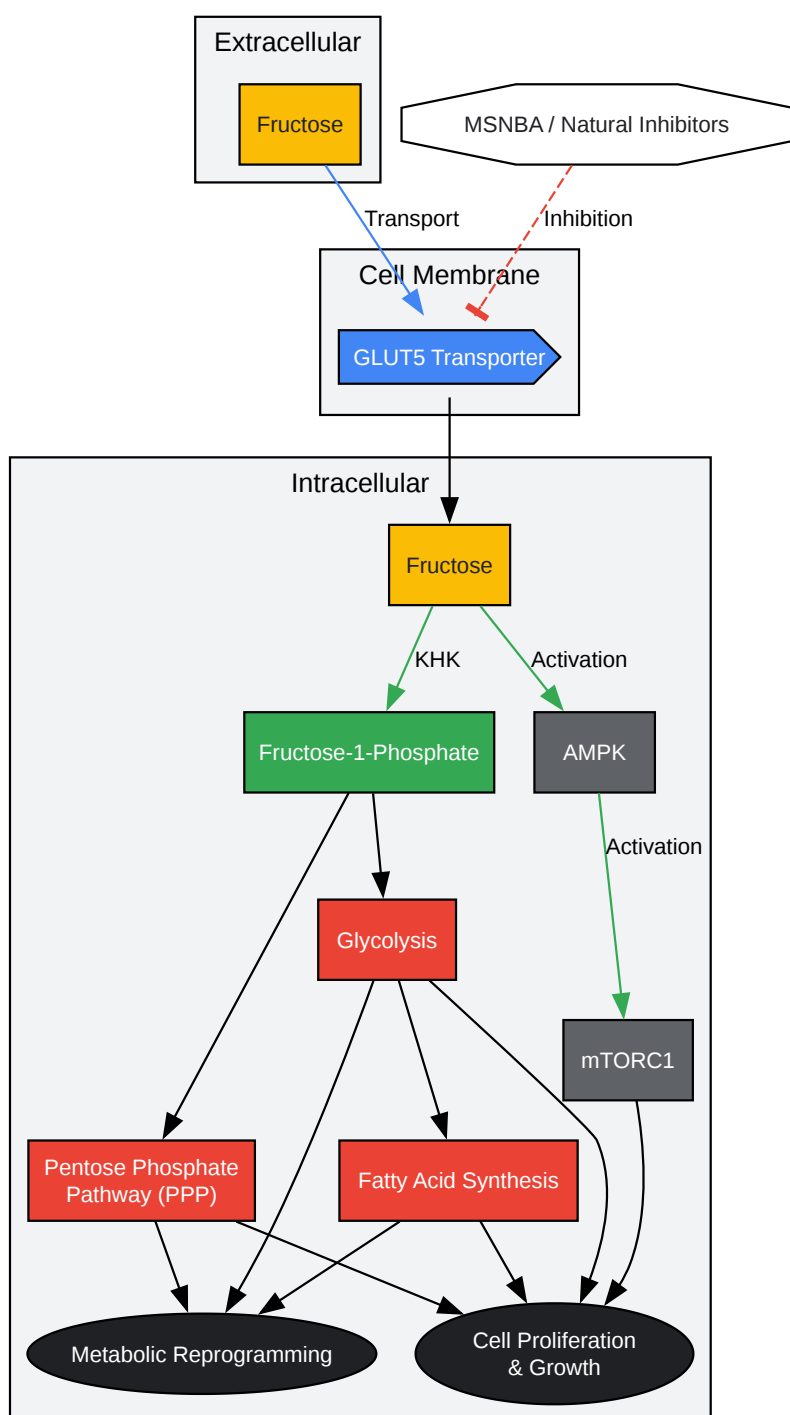 Extracellular
Fructose
MSNBA / Natural Inhibitors
Transport
Inhibition
Cell Membrane
GLUT5 Transporter
Intracellular
Fructose
KHK
Activation
Fructose-1-Phosphate
AMPK
Activation
Glycolysis
mTORC1
Pentose Phosphate
Pathway (PPP)
Fatty Acid Synthesis
Metabolic Reprogramming
Cell Proliferation
& Growth